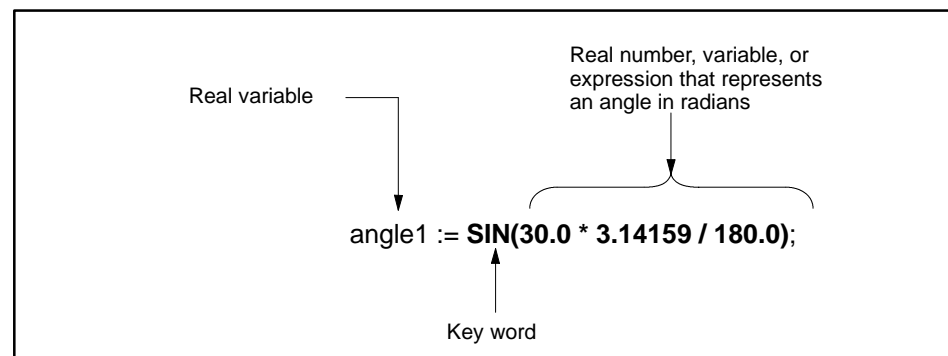 Real number, variable, or
expression that represents
an angle in radians
Real variable
angle1 := SIN(30.0 * 3.14159 / 180.0);
Key word